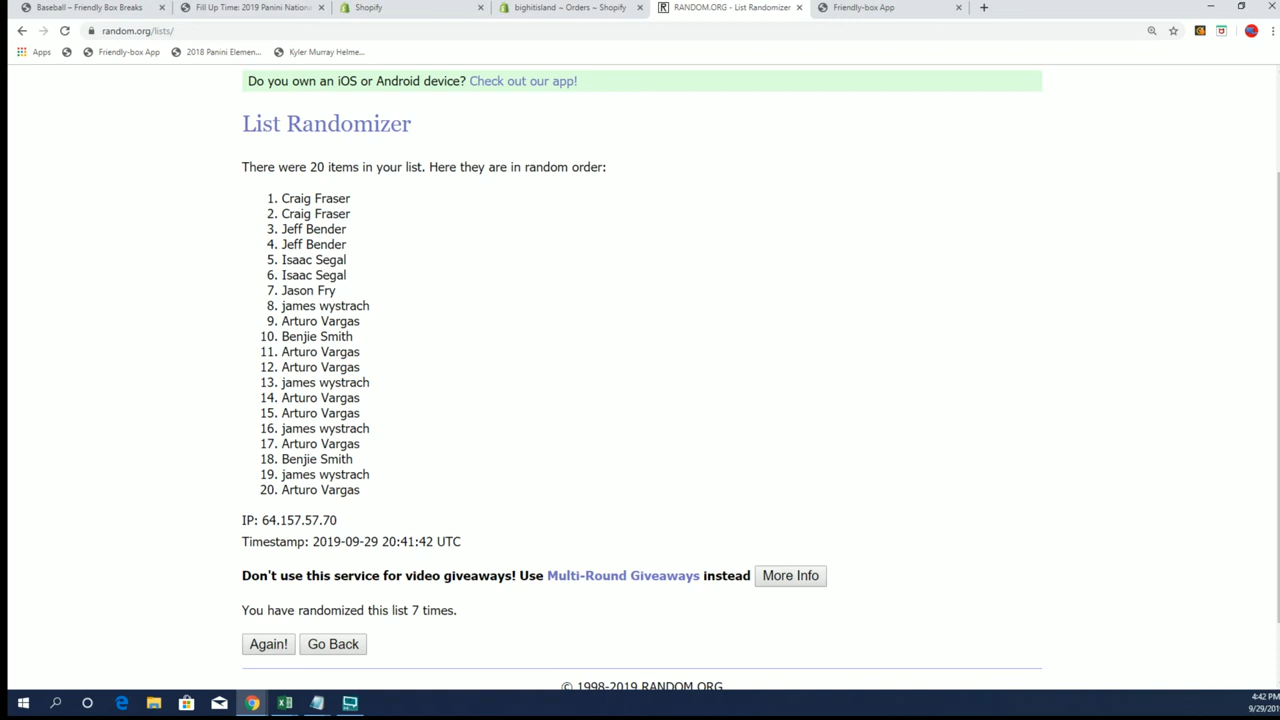 Baseball – Friendly Box Breaks
Fill Up Time: 2019 Panini National
Shopify
bighitisland ~ Orders ~ Shopify
RANDOM.ORG - List Randomizer
Friendly-box App
random.org/lists/
Apps
Friendly-box App
2018 Panini Elemen...
Kyler Murray Helme...
Do you own an iOS or Android device? Check out our app!
List Randomizer
There were 20 items in your list. Here they are in random order:
1. Craig Fraser
2. Craig Fraser
3. Jeff Bender
4. Jeff Bender
5. Isaac Segal
6. Isaac Segal
7. Jason Fry
8. james wystrach
9. Arturo Vargas
10. Benjie Smith
11. Arturo Vargas
12. Arturo Vargas
13. james wystrach
14. Arturo Vargas
15. Arturo Vargas
16. james wystrach
17. Arturo Vargas
18. Benjie Smith
19. james wystrach
20. Arturo Vargas
IP: 64.157.57.70
Timestamp: 2019-09-29 20:41:42 UTC
Don't use this service for video giveaways! Use Multi-Round Giveaways instead More Info
You have randomized this list 7 times.
Again! Go Back
© 1998-2019 RANDOM.ORG
4:42 PM
9/29/201